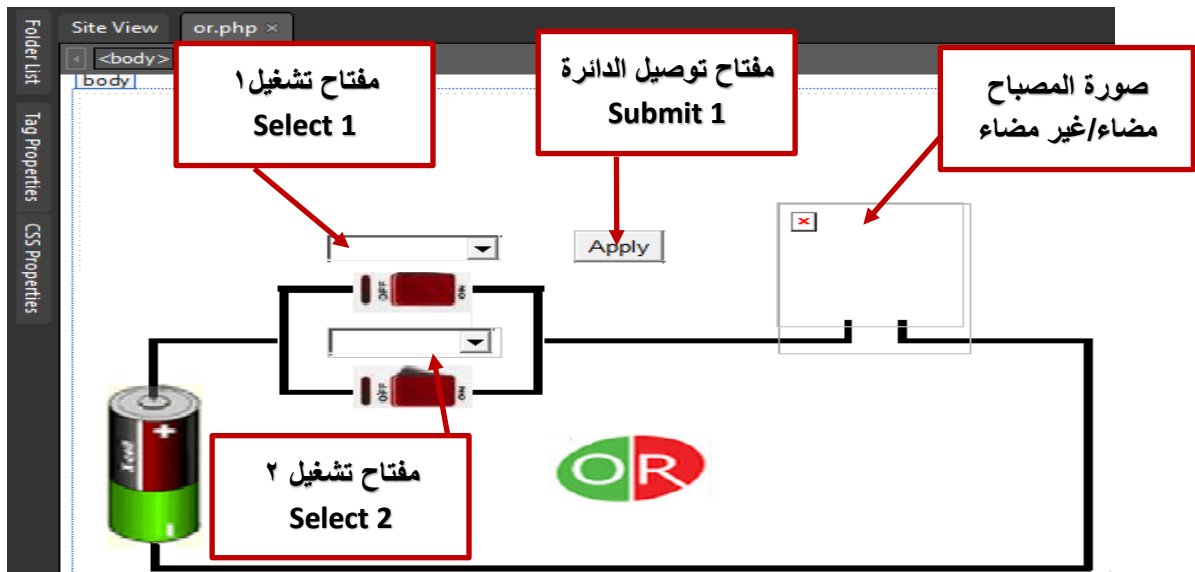 Folder List
Tag Properties
CSS Properties
Site View
or.php ×
<body>
body
مفتاح تشغيل١
Select 1
مفتاح توصيل الدائرة
Submit 1
صورة المصباح
مضاء/غير مضاء
Apply
OFF
ON
OFF
ON
مفتاح تشغيل ٢
Select 2
OR